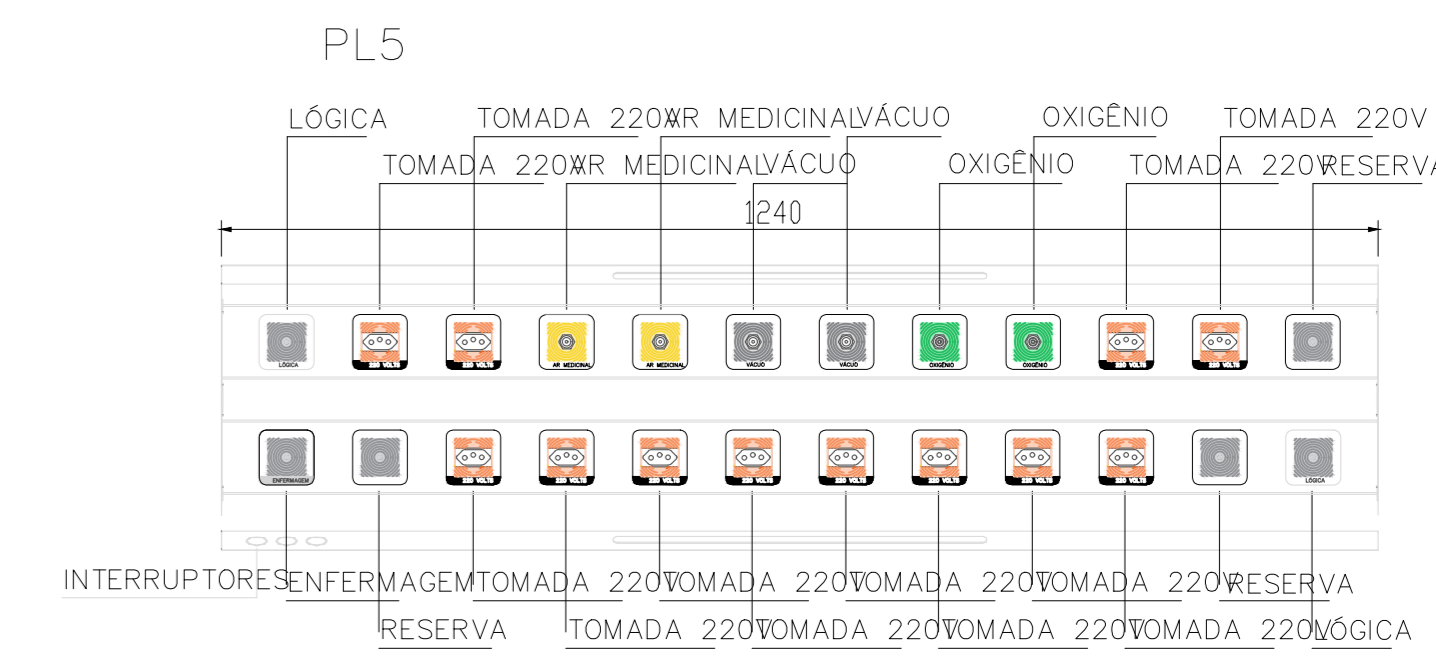 PL5
LÓGICA TOMADA 220V AR MEDICINAL VÁCUO OXIGÊNIO TOMADA 220V
TOMADA 220V AR MEDICINAL VÁCUO OXIGÊNIO TOMADA 220V RESERVA
1240
LÓGICA 220 VOLTS 220 VOLTS AR MEDICINAL AR MEDICINAL VÁCUO VÁCUO OXIGÊNIO OXIGÊNIO 220 VOLTS 220 VOLTS
ENFERMAGEM 220 VOLTS 220 VOLTS 220 VOLTS 220 VOLTS 220 VOLTS 220 VOLTS 220 VOLTS 220 VOLTS LÓGICA
INTERRUPTORES ENFERMAGEM TOMADA 220V TOMADA 220V TOMADA 220V TOMADA 220V RESERVA
RESERVA TOMADA 220V TOMADA 220V TOMADA 220V TOMADA 220V LÓGICA